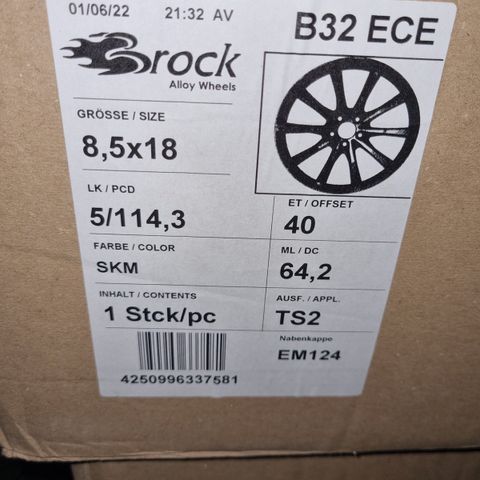 01/06/22 21:32 AV
B32 ECE
Brock
Alloy Wheels
GRÖSSE / SIZE
8,5x18
LK / PCD
5/114,3
ET / OFFSET
40
FARBE / COLOR
SKM
ML / DC
64,2
INHALT / CONTENTS
1 Stck/pc
AUSF. / APPL.
TS2
Nabenkappe
EM124
4250996337581